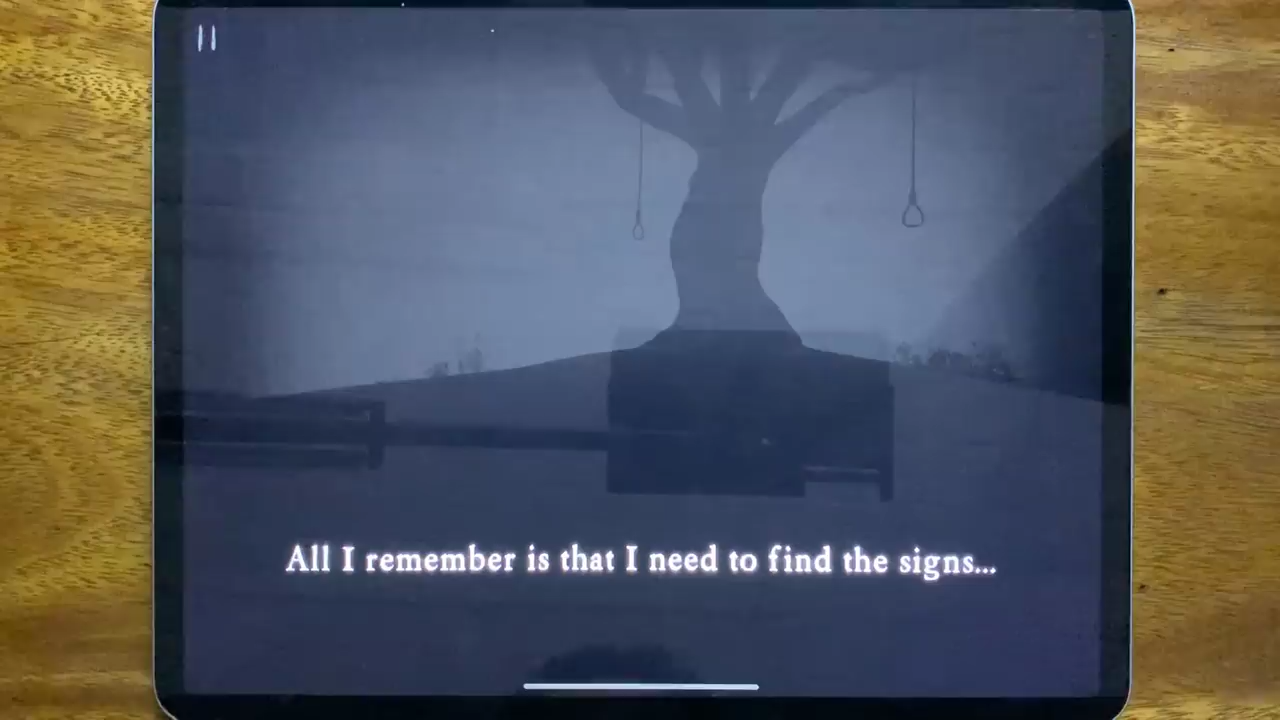 All I remember is that I need to find the signs...